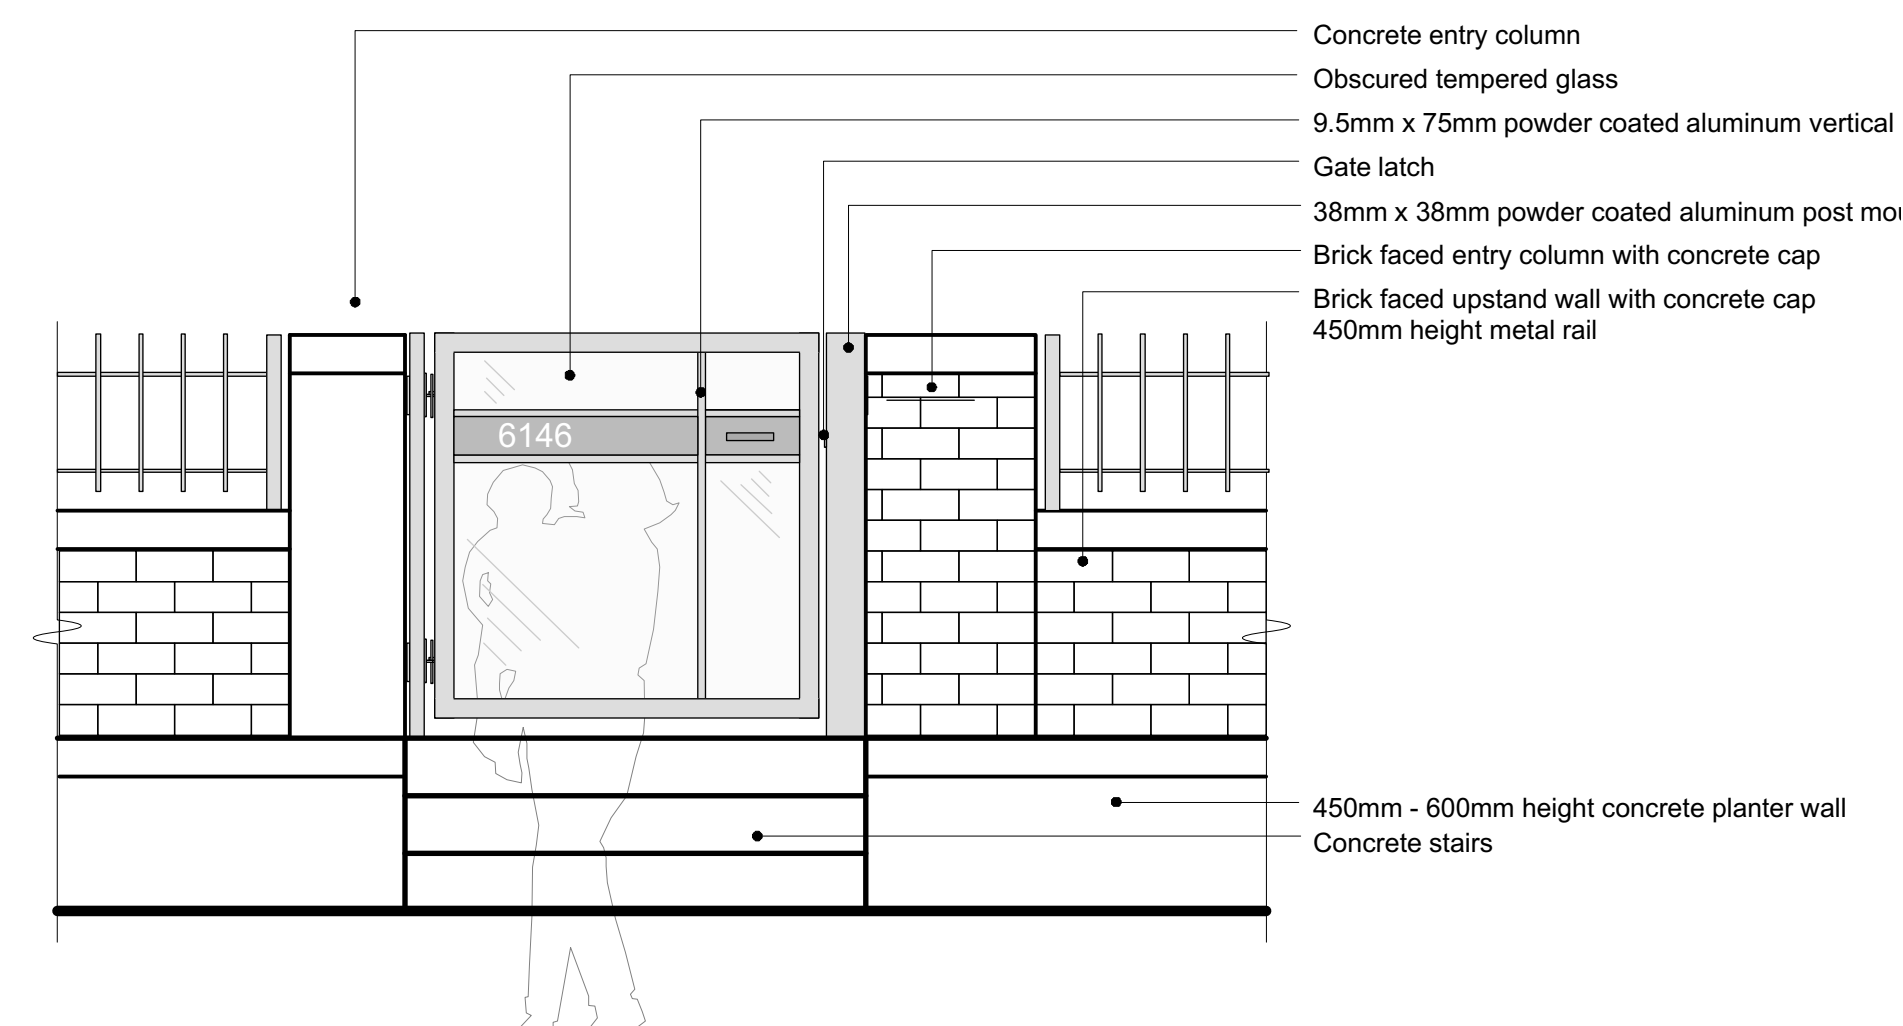 Concrete entry column
Obscured tempered glass
9.5mm x 75mm powder coated aluminum vertical
Gate latch
38mm x 38mm powder coated aluminum post
Brick faced entry column with concrete cap
Brick faced upstand wall with concrete cap
450mm height metal rail
6146
450mm - 600mm height concrete planter wall
Concrete stairs